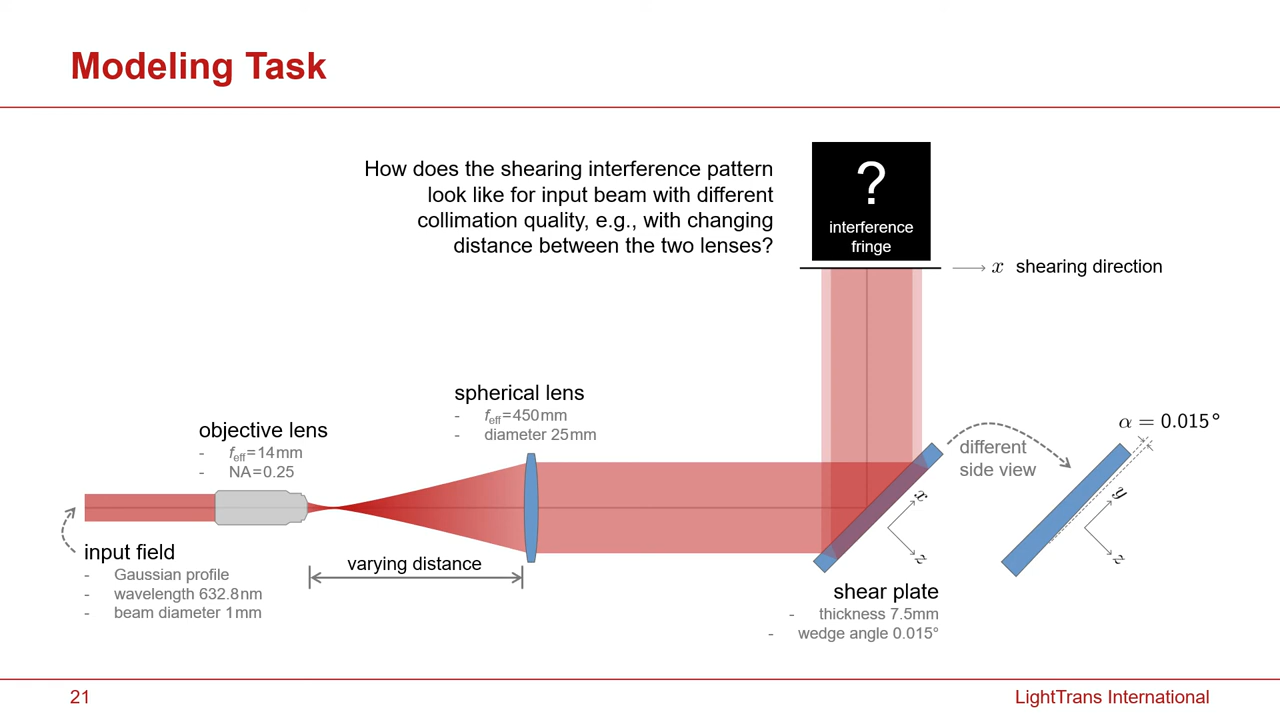 Modeling Task
How does the shearing interference pattern
look like for input beam with different
collimation quality, e.g., with changing
distance between the two lenses?
?
interference
fringe
x shearing direction
spherical lens
- feff=450mm
- diameter 25mm
objective lens
- feff=14mm
- NA=0.25
α = 0.015°
different
side view
x
z
y
z
input field
- Gaussian profile
- wavelength 632.8nm
- beam diameter 1mm
varying distance
shear plate
- thickness 7.5mm
- wedge angle 0.015°
21
LightTrans International